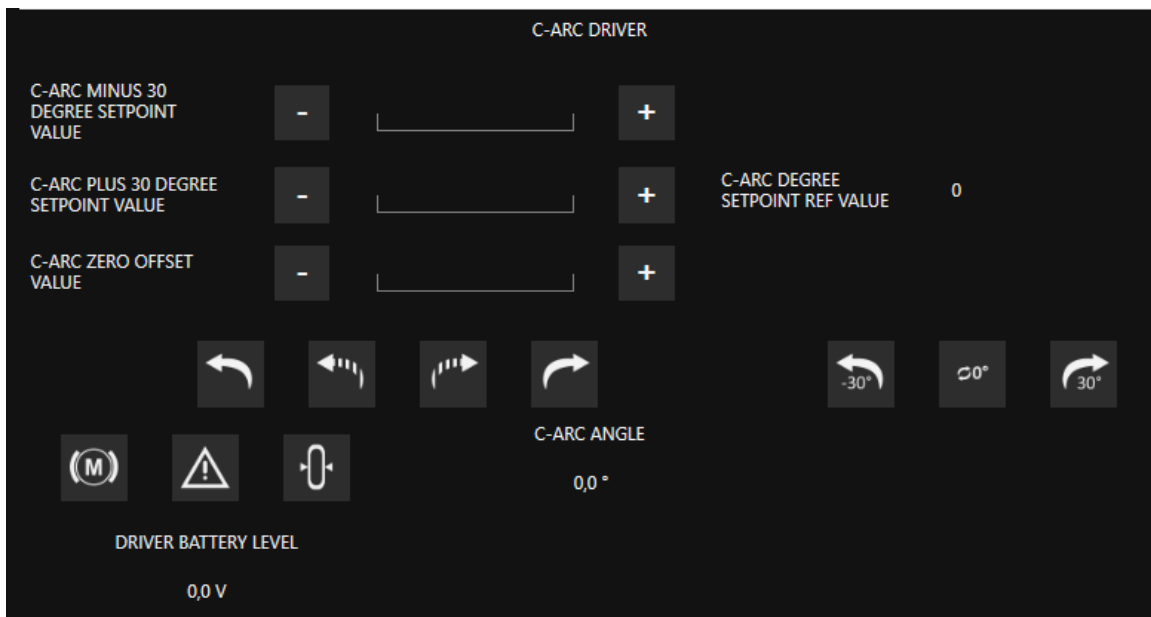 C-ARC DRIVER
C-ARC MINUS 30
DEGREE SETPOINT
VALUE
-
+
C-ARC PLUS 30 DEGREE
SETPOINT VALUE
-
+
C-ARC DEGREE
SETPOINT REF VALUE
0
C-ARC ZERO OFFSET
VALUE
-
+
-30°
0°
30°
(M)
C-ARC ANGLE
0,0 °
DRIVER BATTERY LEVEL
0,0 V